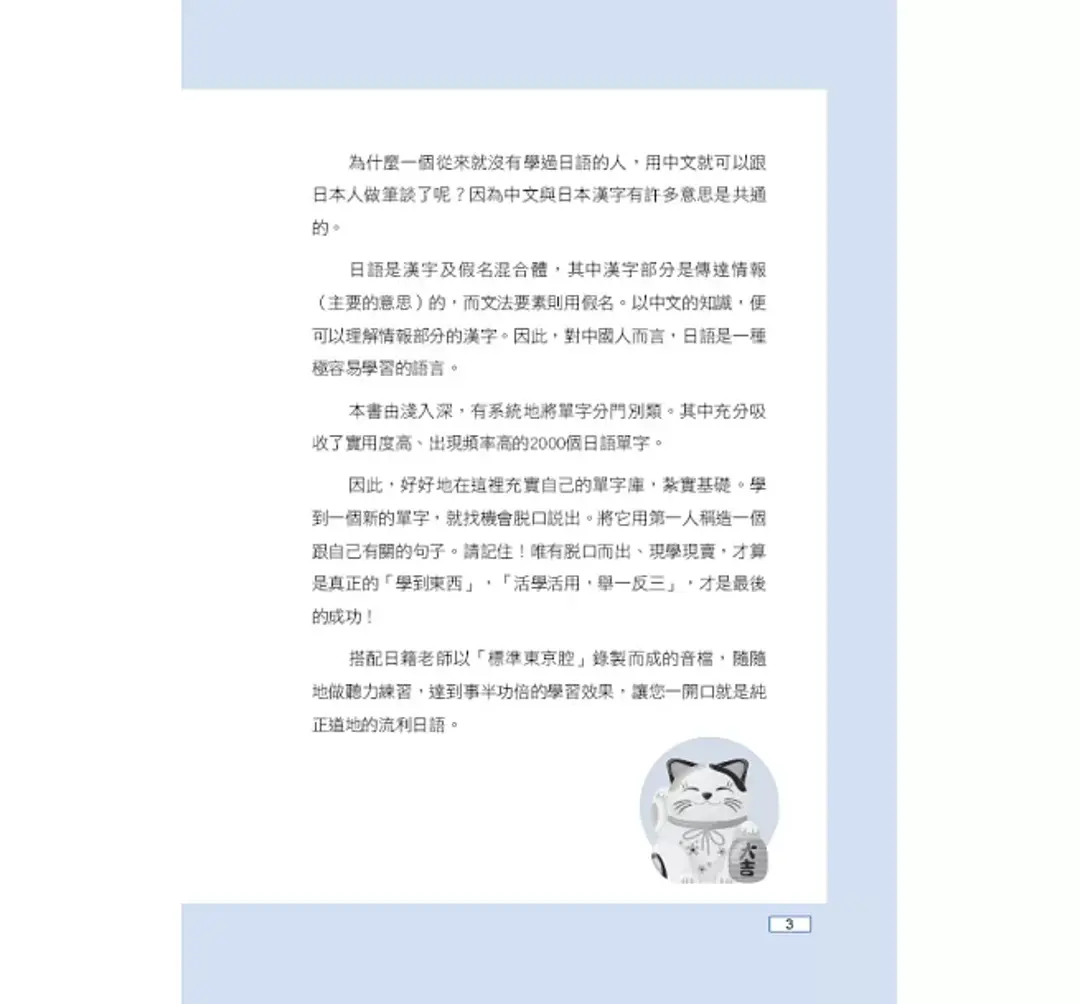 為什麼一個從來就沒有學過日語的人，用中文就可以跟
日本人做筆談了呢？因為中文與日本漢字有許多意思是共通
的。
日語是漢字及假名混合體，其中漢字部分是傳達情報
（主要的意思）的，而文法要素則用假名。以中文的知識，便
可以理解情報部分的漢字。因此，對中國人而言，日語是一種
極容易學習的語言。
本書由淺入深，有系統地將單字分門別類。其中充分吸
收了實用度高、出現頻率高的2000個日語單字。
因此，好好地在這裡充實自己的單字庫，紮實基礎。學
到一個新的單字，就找機會脫口說出。將它用第一人稱造一個
跟自己有關的句子。請記住！唯有脫口而出、現學現賣，才算
是真正的「學到東西」，「活學活用，舉一反三」，才是最後
的成功！
搭配日籍老師以「標準東京腔」錄製而成的音檔，隨隨
地做聽力練習，達到事半功倍的學習效果，讓您一開口就是純
正道地的流利日語。
大吉
3